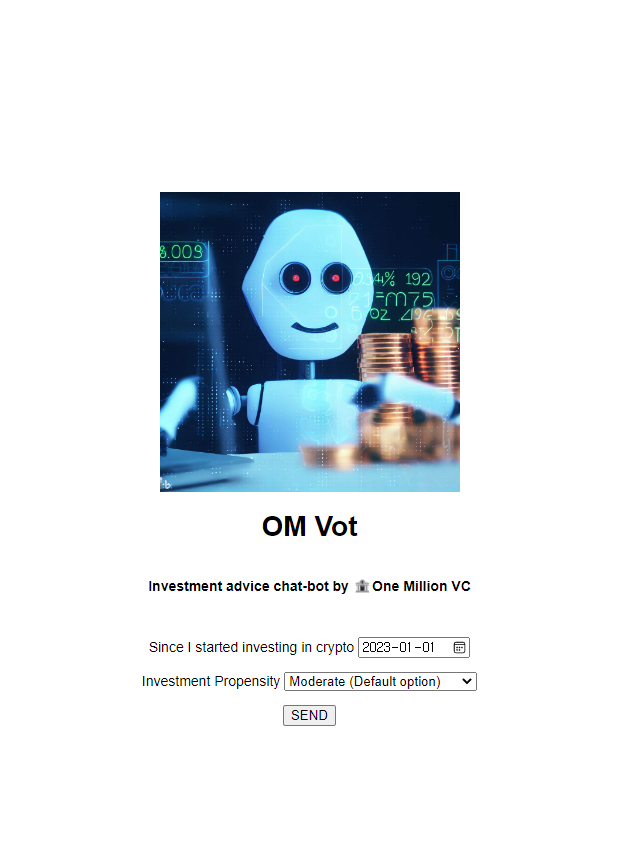 8.009
192
OM Vot
Investment advice chat-bot by 🏦One Million VC
Since I started investing in crypto 2023-01-01
Investment Propensity Moderate (Default option)
SEND